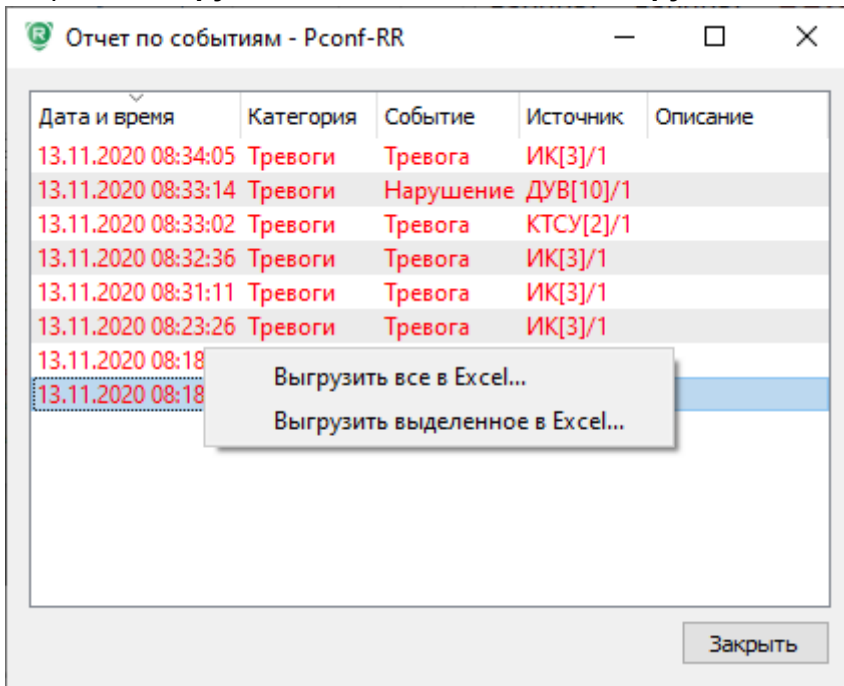 Отчет по событиям - Pconf-RR
Дата и время Категория Событие Источник Описание
13.11.2020 08:34:05 Тревоги Тревога ИК[3]/1
13.11.2020 08:33:14 Тревоги Нарушение ДУВ[10]/1
13.11.2020 08:33:02 Тревоги Тревога КТСУ[2]/1
13.11.2020 08:32:36 Тревоги Тревога ИК[3]/1
13.11.2020 08:31:11 Тревоги Тревога ИК[3]/1
13.11.2020 08:23:26 Тревоги Тревога ИК[3]/1
13.11.2020 08:18
13.11.2020 08:18
Выгрузить все в Excel...
Выгрузить выделенное в Excel...
Закрыть